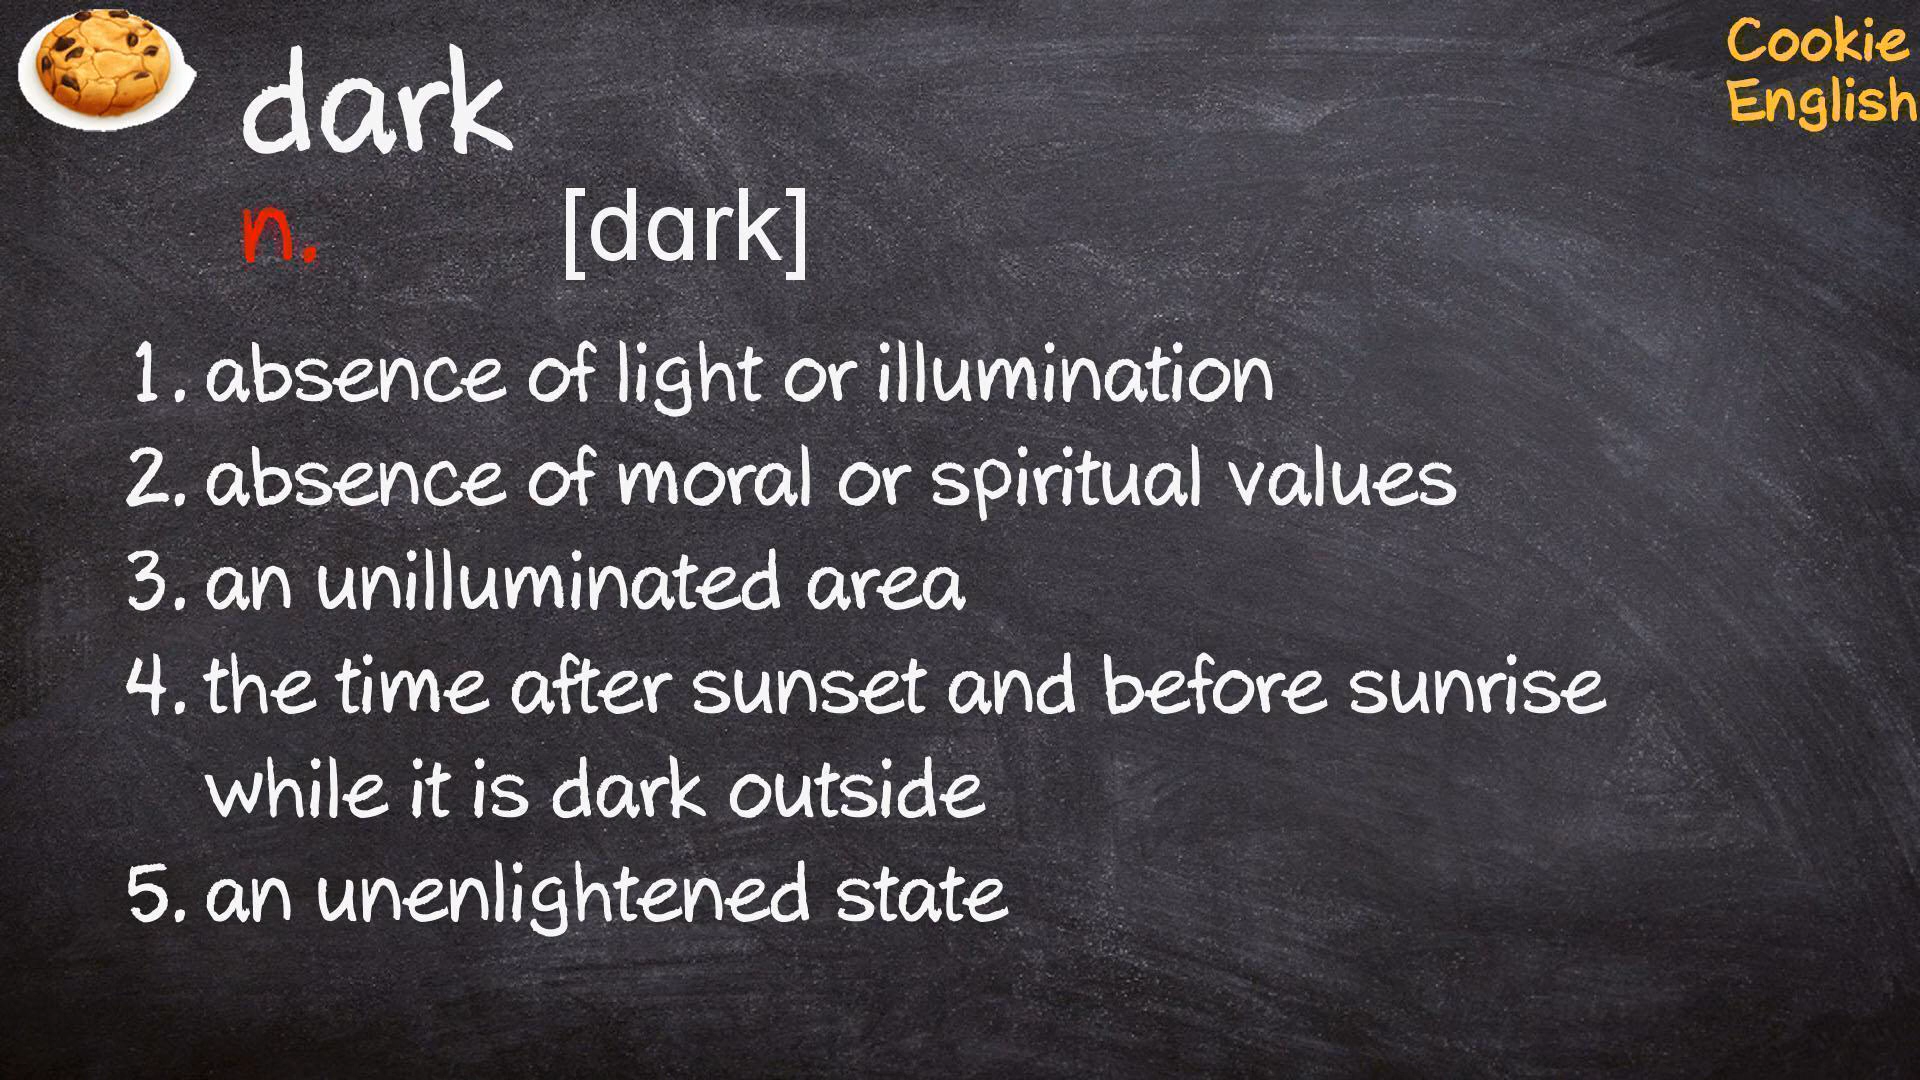 dark
Cookie
English
n. [dark]
1. absence of light or illumination
2. absence of moral or spiritual values
3. an unilluminated area
4. the time after sunset and before sunrise
while it is dark outside
5. an unenlightened state